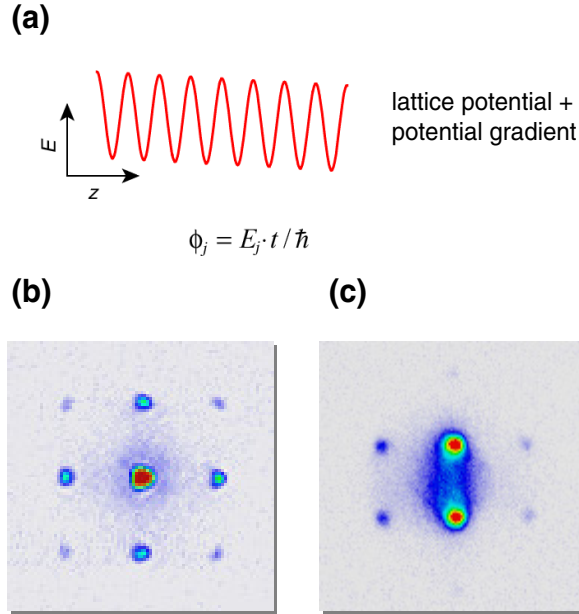 (a)
lattice potential +
potential gradient
E
z
ϕj = Ej·t/ℏ
(b)
(c)